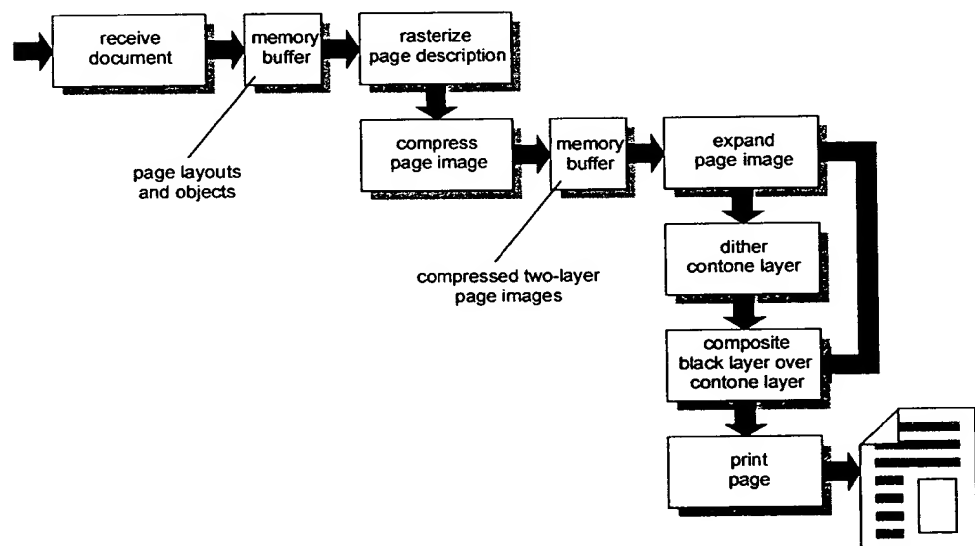 receive
document
memory
buffer
rasterize
page description
compress
page image
memory
buffer
expand
page image
page layouts
and objects
dither
contone layer
compressed two-layer
page images
composite
black layer over
contone layer
print
page